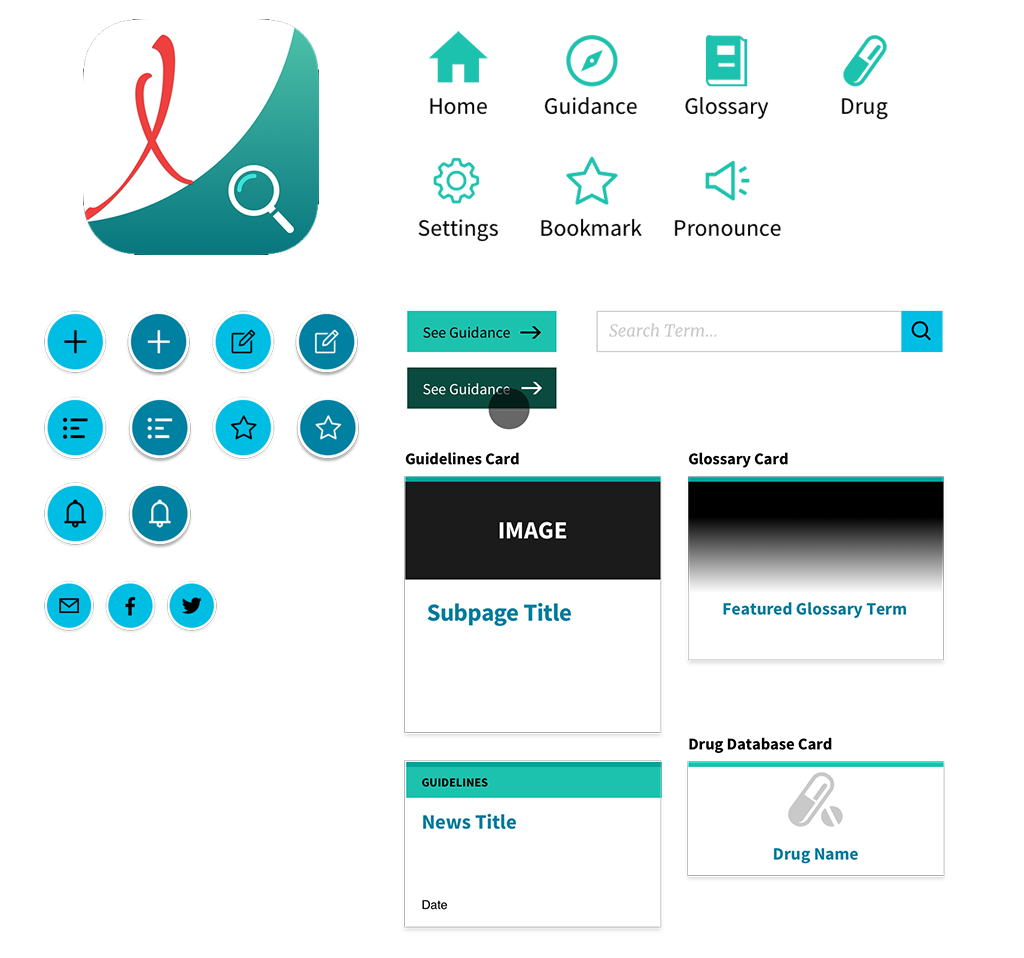 Home
Guidance
Glossary
Drug
Settings
Bookmark
Pronounce
See Guidance
Search Term...
See Guidance
Guidelines Card
IMAGE
Subpage Title
Glossary Card
Featured Glossary Term
GUIDELINES
News Title
Date
Drug Database Card
Drug Name